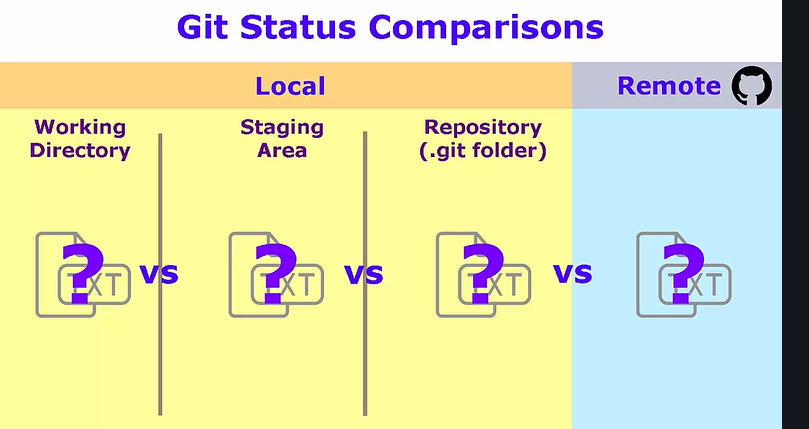 Git Status Comparisons
Local
Remote
Working
Directory
Staging
Area
Repository
(.git folder)
? TXT vs ? TXT vs ? TXT vs ? TXT